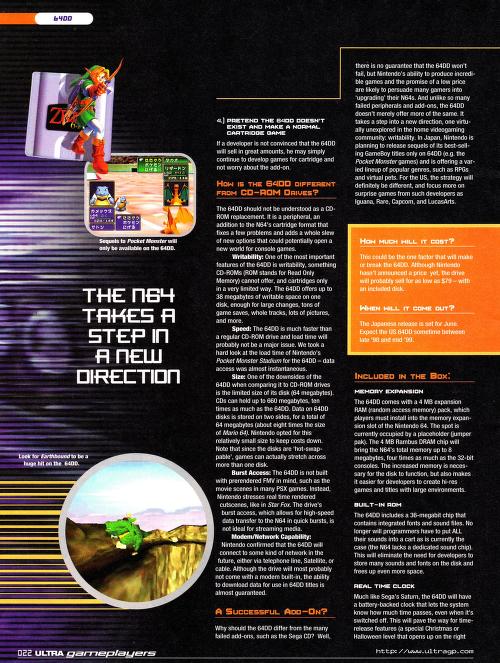 64DD
Sequels to Pocket Monster will
only be available on the 64DD.
THE N64
TAKES A
STEP IN
A NEW
DIRECTION
Look for Earthbound to be a
huge hit on the 64DD.
4.) PRETEND THE 64DD DOESN'T
EXIST AND MAKE A NORMAL
CARTRIDGE GAME
If a developer is not convinced that the 64DD
will sell in great amounts, he may simply
continue to develop games for cartridge and
not worry about the add-on.
HOW IS THE 64DD DIFFERENT
FROM CD-ROM DRIVES?
The 64DD should not be understood as a CD-
ROM replacement. It is a peripheral, an
addition to the N64's cartridge format that
fixes a few problems and adds a whole slew
of new options that could potentially open a
new world for console games.
Writability: One of the most important
features of the 64DD is writability, something
CD-ROMs (ROM stands for Read Only
Memory) cannot offer, and cartridges only
in a very limited way. The 64DD offers up to
38 megabytes of writable space on one
disk, enough for large changes, tons of
game saves, whole tracks, lots of pictures,
and more.
Speed: The 64DD is much faster than
a regular CD-ROM drive and load time will
probably not be a major issue. We took a
hard look at the load time of Nintendo's
Pokémon Stadium for the 64DD – data
access was almost instantaneous.
Size: One of the downsides of the
64DD when comparing it to CD-ROM drives
is the limited size of its disk (64 megabytes).
CDs can hold up to 660 megabytes, ten
times as much as the 64DD. Data on 64DD
disks is stored on two sides, for a total of
64 megabytes (about eight times the size
of Mario 64). Nintendo opted for this
relatively small size to keep costs down.
Note that since the disks are 'hot-swap-
pable', games can actually stretch across
more than one disk.
Burst Access: The 64DD is not built
with prerendered FMV in mind, such as the
movie scenes in many PSX games. Instead,
Nintendo stresses real time rendered
cutscenes, like in Star Fox. The drive's
burst access, which allows for high-speed
data transfer to the N64 in quick bursts, is
not ideal for streaming media.
Modem/Network Capability:
Nintendo confirmed that the 64DD will
connect to some kind of network in the
future, either via telephone line, Satellite, or
cable. Although the drive will most probably
not come with a modem built-in, the ability
to download data for use in 64DD titles is
almost guaranteed.
A SUCCESSFUL ADD-ON?
Why should the 64DD differ from the many
failed add-ons, such as the Sega CD? Well,
there is no guarantee that the 64DD won't
fail, but Nintendo's ability to produce incredi-
ble games and the promise of a low price
are likely to persuade many gamers into
'upgrading' their N64s. And unlike so many
failed peripherals and add-ons, the 64DD
doesn't merely offer more of the same. It
takes a step into a new direction, one virtu-
ally unexplored in the home videogaming
community: writability. In Japan, Nintendo is
planning to release sequels of its best-sell-
ing GameBoy titles only on 64DD (e.g. the
Pocket Monster games) and is offering a var-
ied lineup of popular genres, such as RPGs
and virtual pets. For the US, the strategy will
definitely be different, and focus more on
surprise games from such developers as
Iguana, Rare, Capcom, and LucasArts.
HOW MUCH WILL IT COST?
This could be the one factor that will make
or break the 64DD. Although Nintendo
hasn't announced a price yet, the drive
will probably sell for as low as $79 – with
an included disk.
WHEN WILL IT COME OUT?
The Japanese release is set for June.
Expect the US 64DD sometime between
late '98 and mid '99.
INCLUDED IN THE BOX:
MEMORY EXPANSION
The 64DD comes with a 4 MB expansion
RAM (random access memory) pack, which
players must install into the memory expan-
sion slot of the Nintendo 64. The spot is
currently occupied by a placeholder (jumper
pak). The 4 MB Rambus DRAM chip will
bring the N64's total memory up to 8
megabytes, four times as much as the 32-bit
consoles. The increased memory is neces-
sary for the disk to function, but also makes
it easier for developers to create hi-res
games and titles with large environments.
BUILT-IN ROM
The 64DD includes a 36-megabit chip that
contains integrated fonts and sound files. No
longer will programmers have to put ALL
their sounds into a cart as is currently the
case (the N64 lacks a dedicated sound chip).
This will eliminate the need for developers to
store many sounds and fonts on the disk and
frees up even more space.
REAL TIME CLOCK
Much like Sega's Saturn, the 64DD will have
a battery-backed clock that lets the system
know how much time passes, even when it's
switched off. This will pave the way for time-
release features (a special Christmas or
Halloween level that opens up on the right
022 ULTRA gameplayers
http://www.ultragp.com